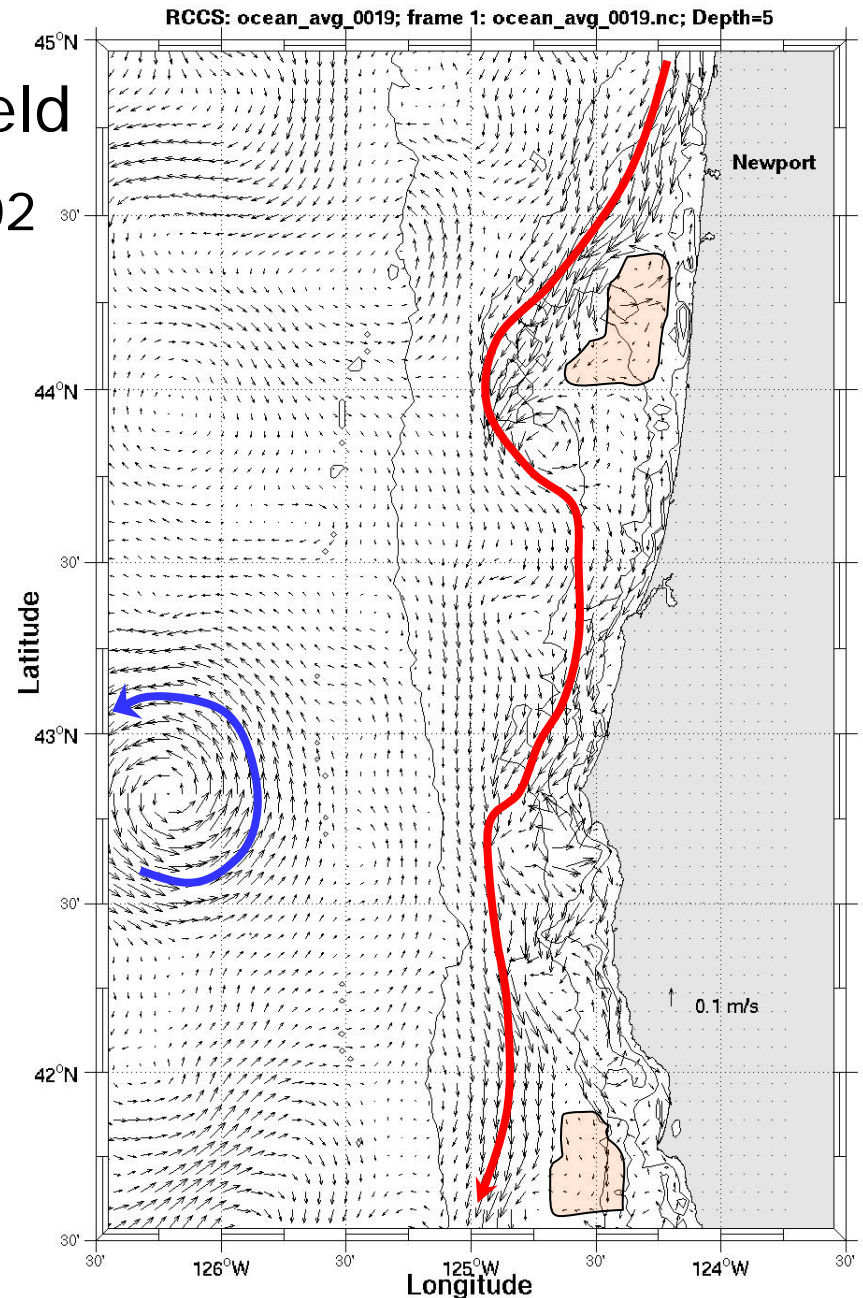 RCCS: ocean_avg_0019; frame 1: ocean_avg_0019.nc; Depth=5
45°N
eld
Newport
02
30'
44°N
30'
Latitude
43°N
30'
0.1 m/s
42°N
30'
30' 126°W 30' 125°W 30' 124°W 30'
Longitude